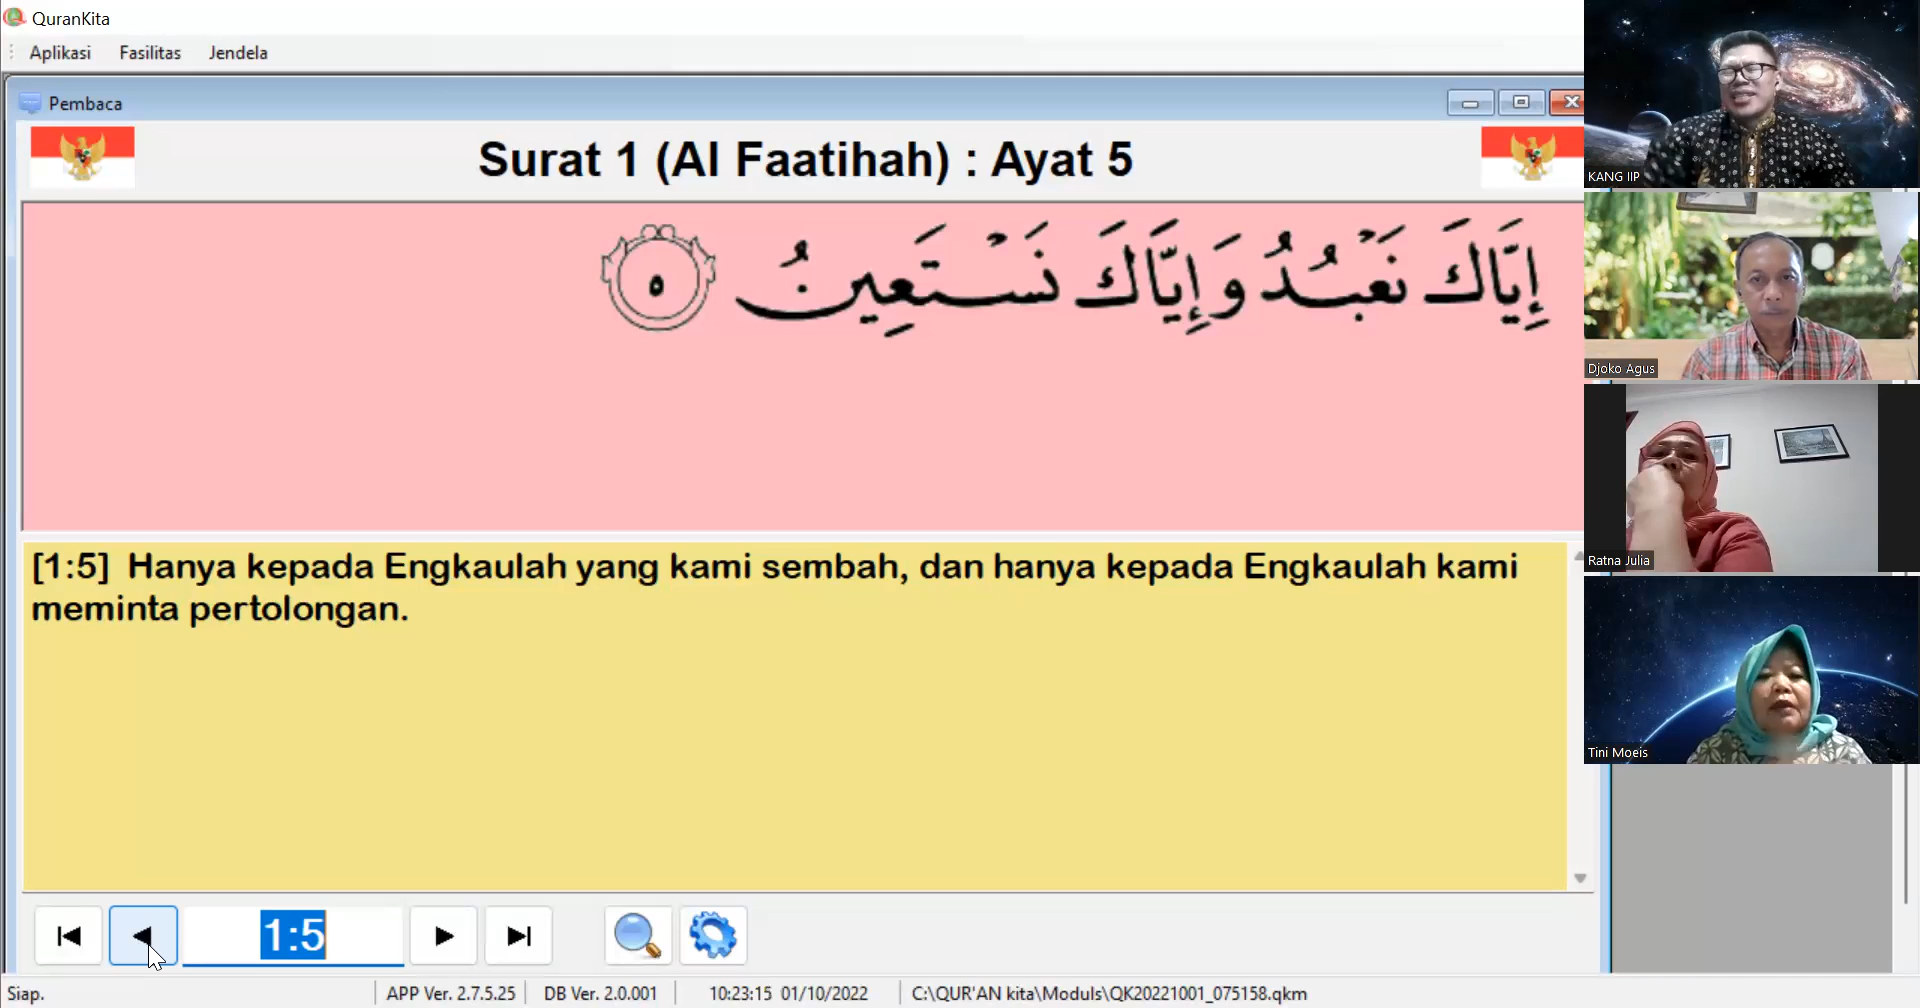 QuranKita
Aplikasi Fasilitas Jendela
Pembaca
Surat 1 (Al Faatihah) : Ayat 5
إِيَّاكَ نَعْبُدُ وَإِيَّاكَ نَسْتَعِينُ ٥
[1:5] Hanya kepada Engkaulah yang kami sembah, dan hanya kepada Engkaulah kami
meminta pertolongan.
1:5
Siap. APP Ver. 2.7.5.25 DB Ver. 2.0.001 10:23:15 01/10/2022 C:\QUR'AN kita\Moduls\QK20221001_075158.qkm
KANG IIP
Djoko Agus
Ratna Julia
Tini Moeis